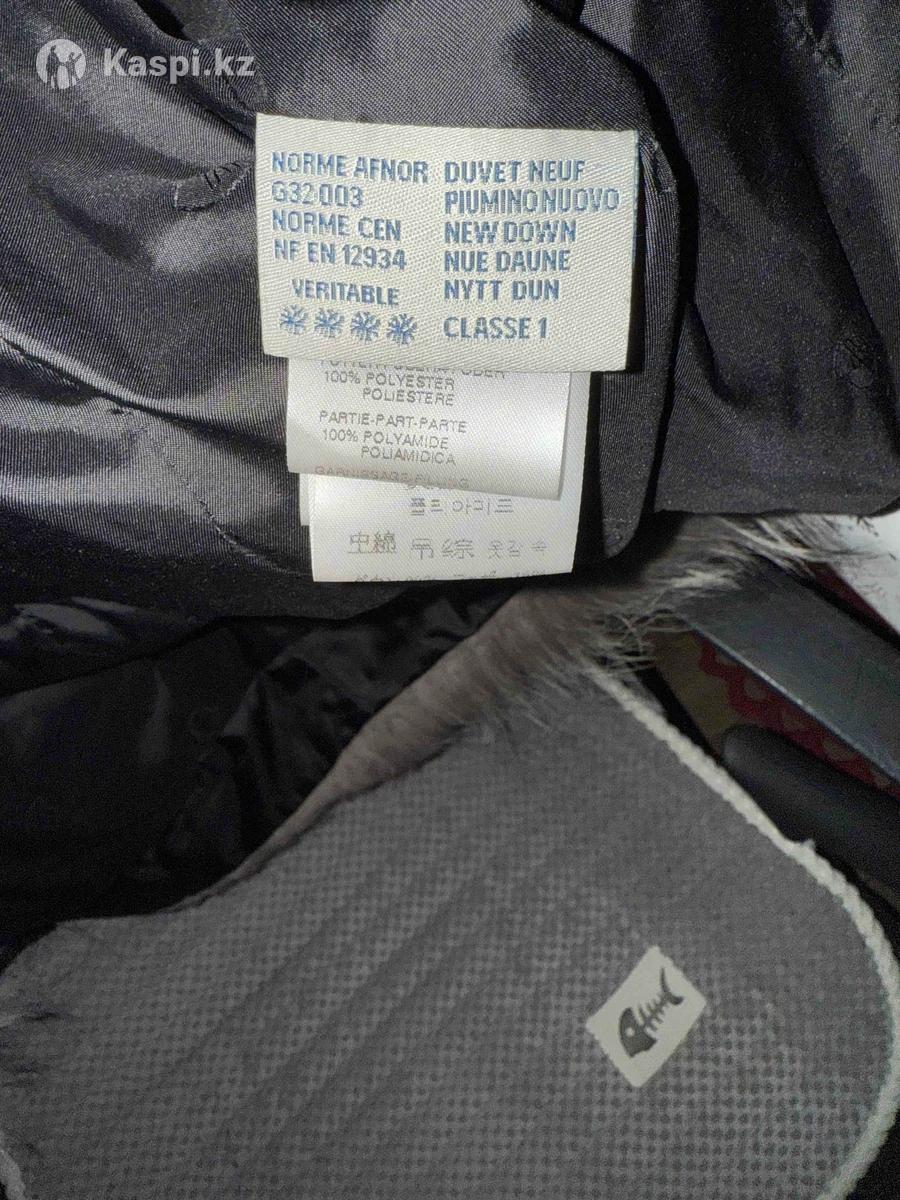 Kaspi.kz
NORME AFNOR
G32 003
NORME CEN
NF EN 12934
VERITABLE
DUVET NEUF
PIUMINO NUOVO
NEW DOWN
NUE DAUNE
NYTT DUN
CLASSE 1
100% POLYESTER
POLIESTERE
PARTIE-PART-PARTE
100% POLYAMIDE
POLIAMIDICA